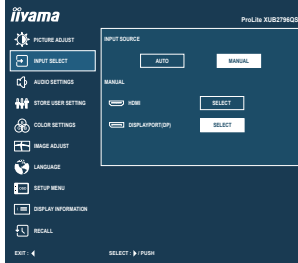 iiyama
ProLite XUB2796QS
PICTURE ADJUST
INPUT SELECT
AUDIO SETTINGS
STORE USER SETTING
COLOR SETTINGS
IMAGE ADJUST
LANGUAGE
SETUP MENU
DISPLAY INFORMATION
RECALL
INPUT SOURCE
AUTO
MANUAL
MANUAL
HDMI
SELECT
DISPLAYPORT(DP)
SELECT
EXIT :
SELECT : / PUSH